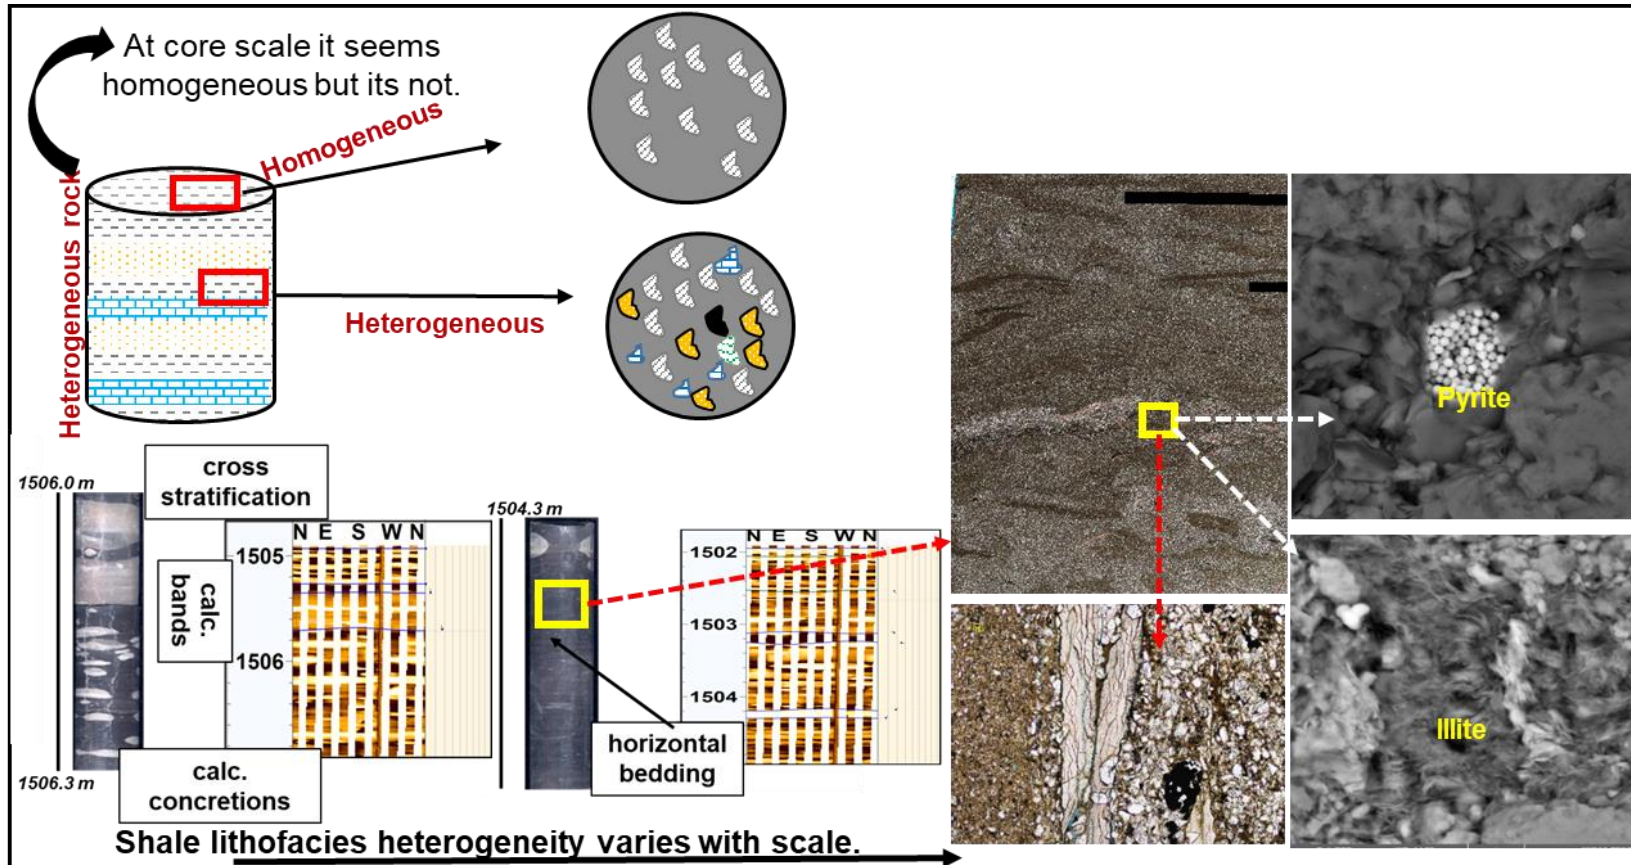 At core scale it seems
homogeneous but its not.
Homogeneous
Heterogeneous rock
Heterogeneous
1506.0 m
cross
stratification
N E S W N
1505
calc.
bands
1506
calc.
concretions
1506.3 m
1504.3 m
N E S W N
1502
1503
1504
horizontal
bedding
Pyrite
Illite
Shale lithofacies heterogeneity varies with scale.